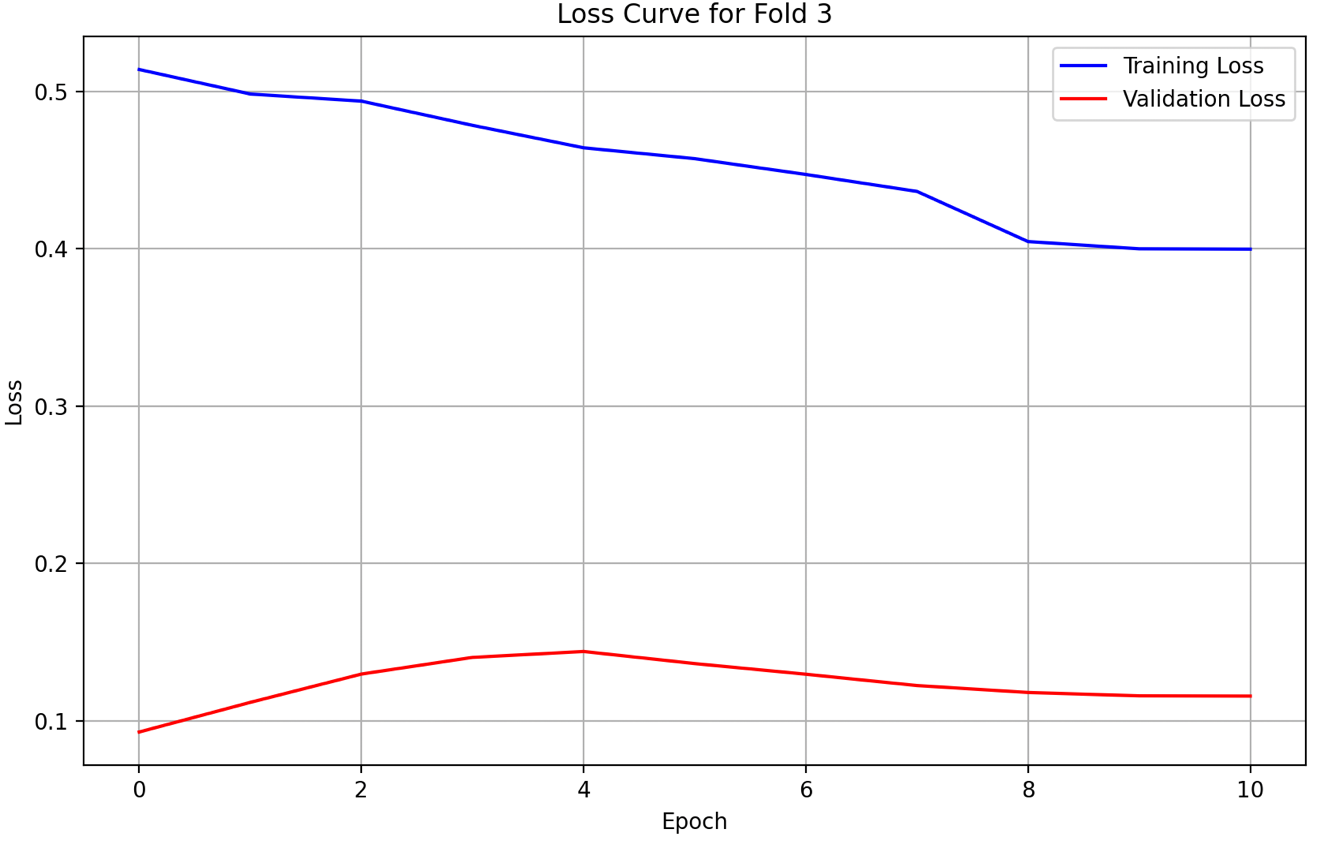 Loss Curve for Fold 3
Training Loss
Validation Loss
0.5
0.4
0.3
0.2
0.1
Loss
0 2 4 6 8 10
Epoch